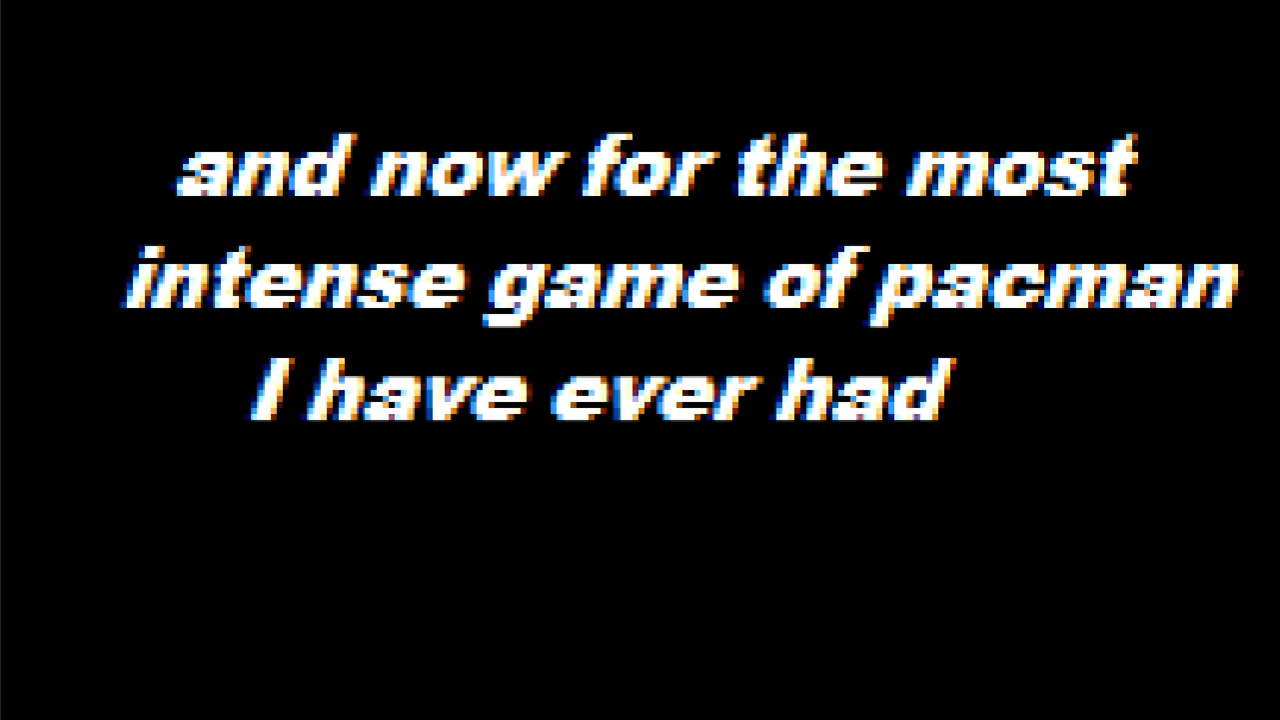 and now for the most
intense game of pacman
I have ever had